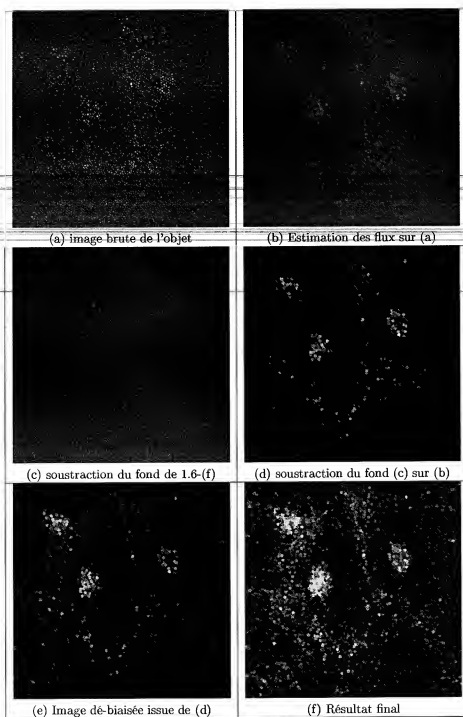 (a) image brute de l'objet
(b) Estimation des flux sur (a)
(c) soustraction du fond de 1.6-(f)
(d) soustraction du fond (c) sur (b)
(e) Image dé-biaisée issue de (d)
(f) Résultat final